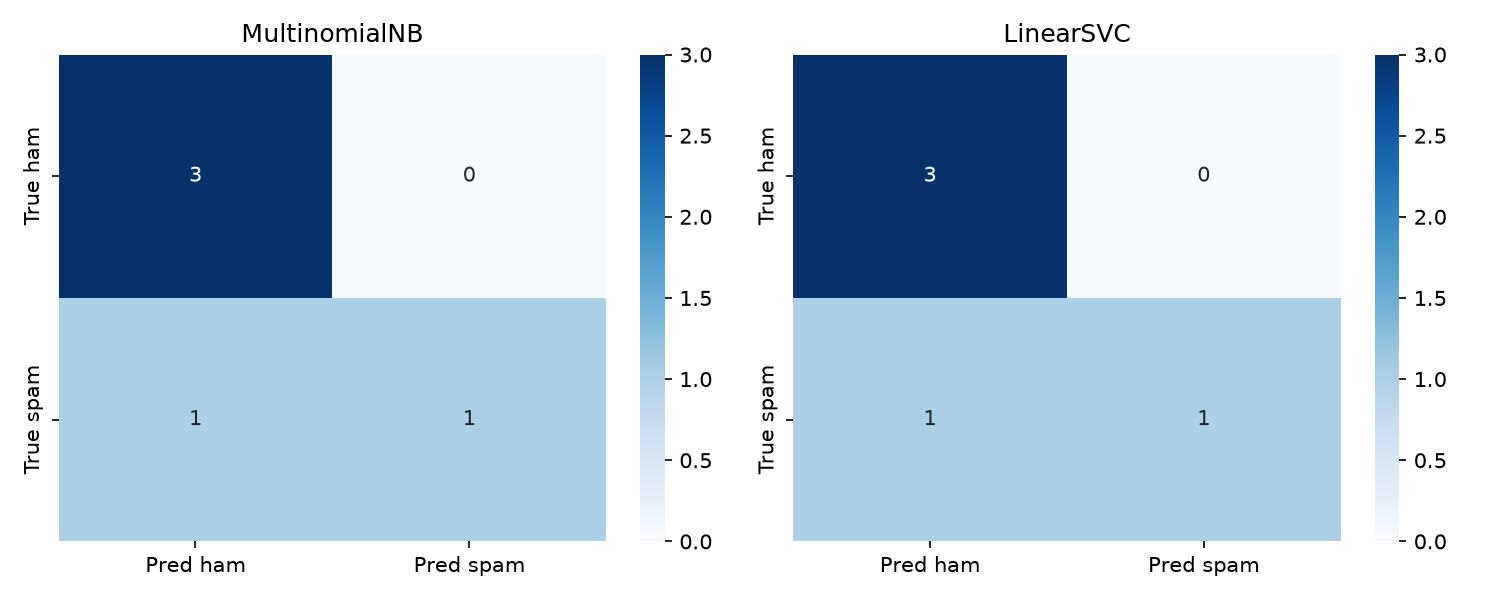 MultinomialNB
True ham
True spam
3
0
1
1
Pred ham
Pred spam
3.0
2.5
2.0
1.5
1.0
0.5
0.0
LinearSVC
True ham
True spam
3
0
1
1
Pred ham
Pred spam
3.0
2.5
2.0
1.5
1.0
0.5
0.0